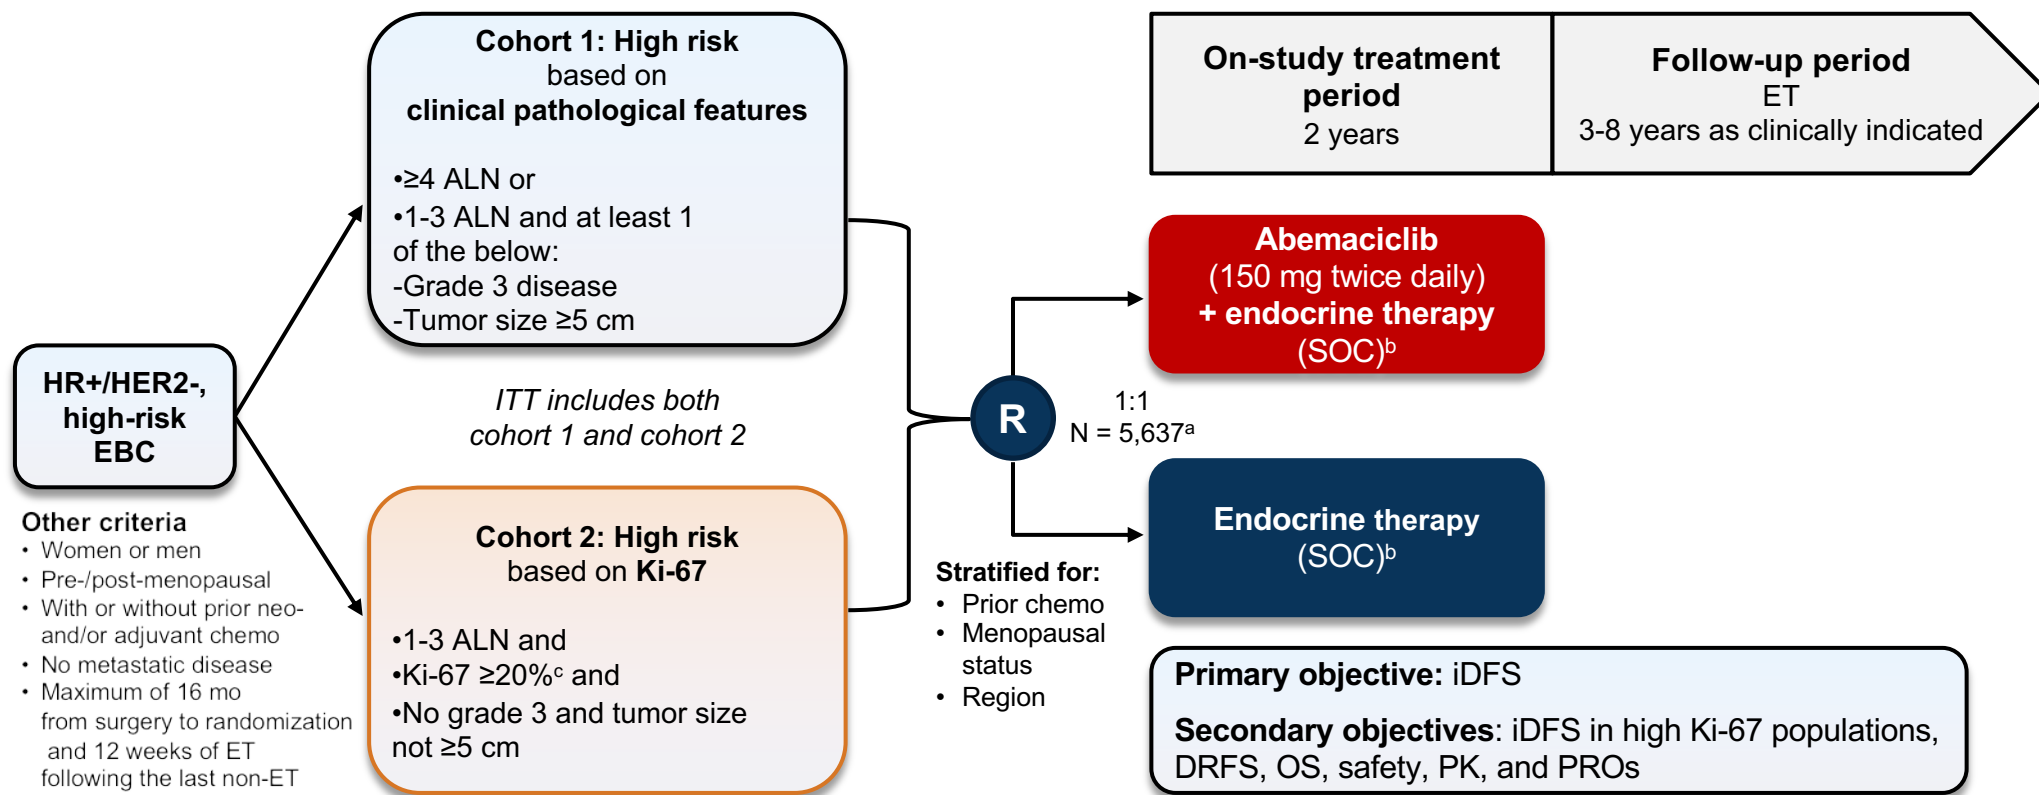 HR+/HER2-,
high-risk
EBC
Other criteria
• Women or men
• Pre-/post-menopausal
• With or without prior neo-
and/or adjuvant chemo
• No metastatic disease
• Maximum of 16 mo
from surgery to randomization
and 12 weeks of ET
following the last non-ET
Cohort 1: High risk
based on
clinical pathological features
•≥4 ALN or
•1-3 ALN and at least 1
of the below:
-Grade 3 disease
-Tumor size ≥5 cm
ITT includes both
cohort 1 and cohort 2
Cohort 2: High risk
based on Ki-67
•1-3 ALN and
•Ki-67 ≥20%ᶜ and
•No grade 3 and tumor size
not ≥5 cm
R
1:1
N = 5,637ᵃ
Stratified for:
• Prior chemo
• Menopausal
status
• Region
On-study treatment
period
2 years
Follow-up period
ET
3-8 years as clinically indicated
Abemaciclib
(150 mg twice daily)
+ endocrine therapy
(SOC)ᵇ
Endocrine therapy
(SOC)ᵇ
Primary objective: iDFS
Secondary objectives: iDFS in high Ki-67 populations,
DRFS, OS, safety, PK, and PROs